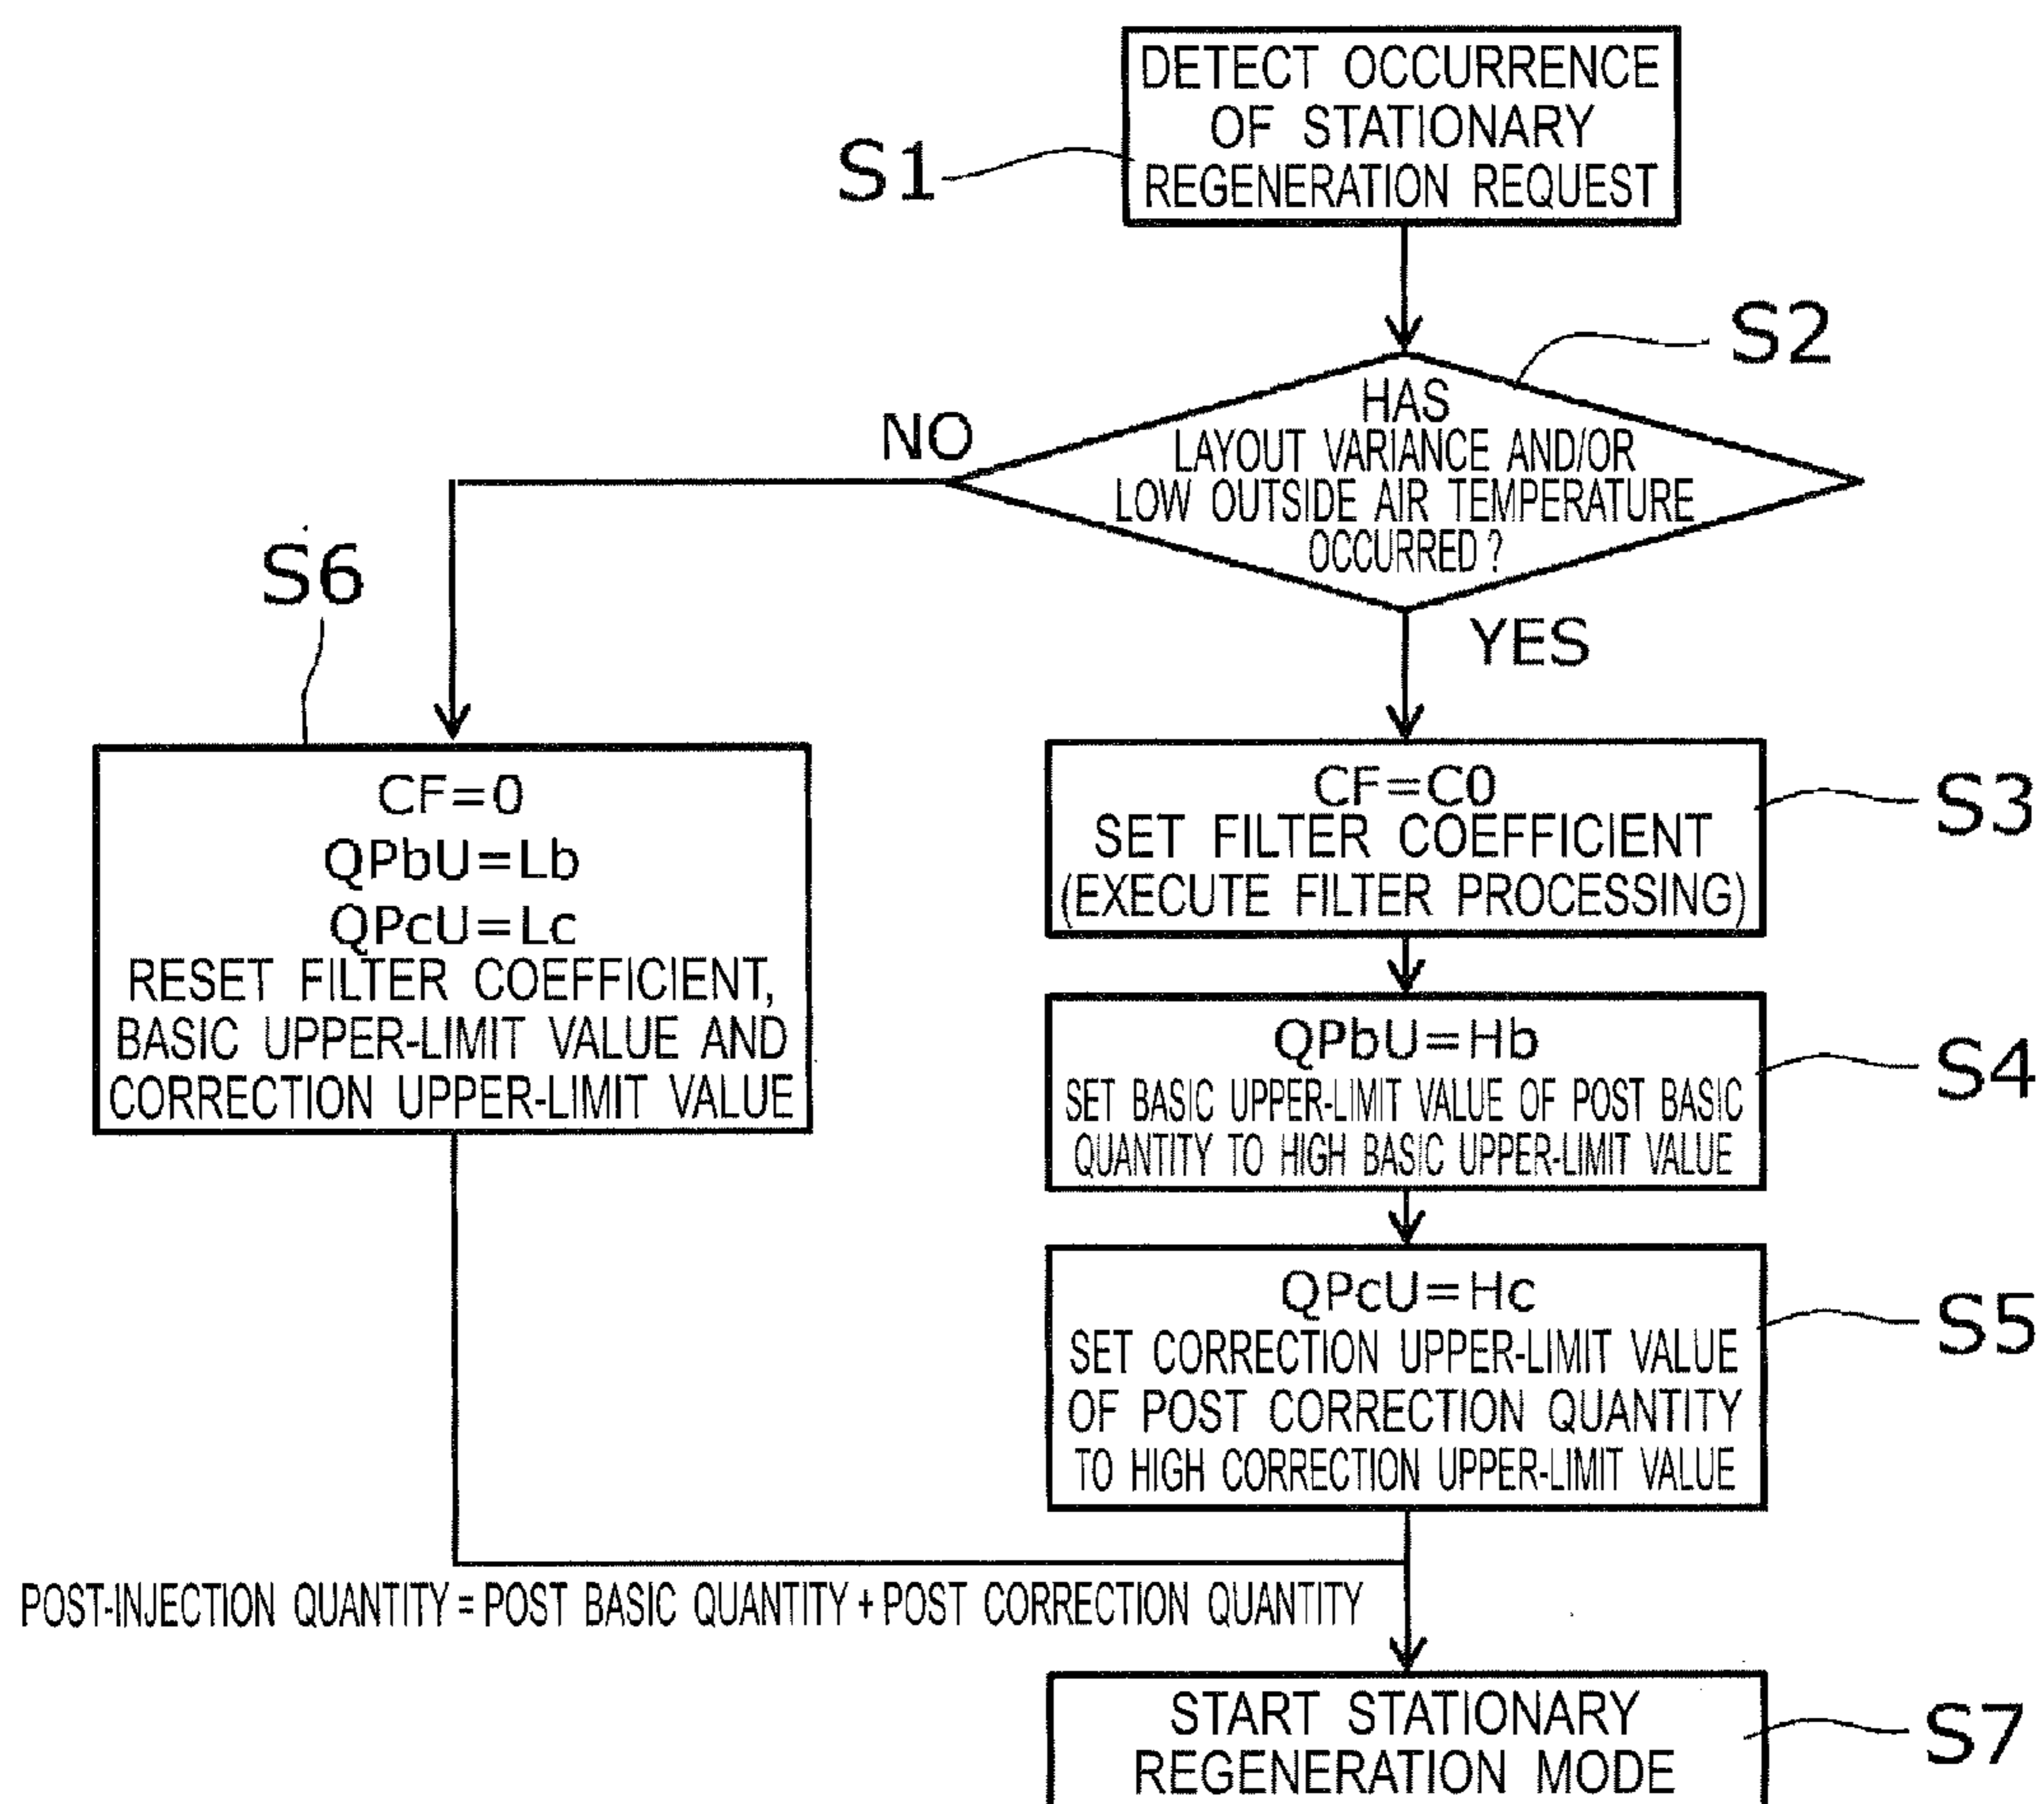 DETECT OCCURRENCE
OF STATIONARY
REGENERATION REQUEST
S1
S2
HAS
LAYOUT VARIANCE AND/OR
LOW OUTSIDE AIR TEMPERATURE
OCCURRED ?
NO
YES
S6
CF=0
QPbU=Lb
QPcU=Lc
RESET FILTER COEFFICIENT,
BASIC UPPER-LIMIT VALUE AND
CORRECTION UPPER-LIMIT VALUE
CF=C0
SET FILTER COEFFICIENT
(EXECUTE FILTER PROCESSING)
S3
QPbU=Hb
SET BASIC UPPER-LIMIT VALUE OF POST BASIC
QUANTITY TO HIGH BASIC UPPER-LIMIT VALUE
S4
QPcU=Hc
SET CORRECTION UPPER-LIMIT VALUE
OF POST CORRECTION QUANTITY
TO HIGH CORRECTION UPPER-LIMIT VALUE
S5
POST-INJECTION QUANTITY = POST BASIC QUANTITY + POST CORRECTION QUANTITY
START STATIONARY
REGENERATION MODE
S7